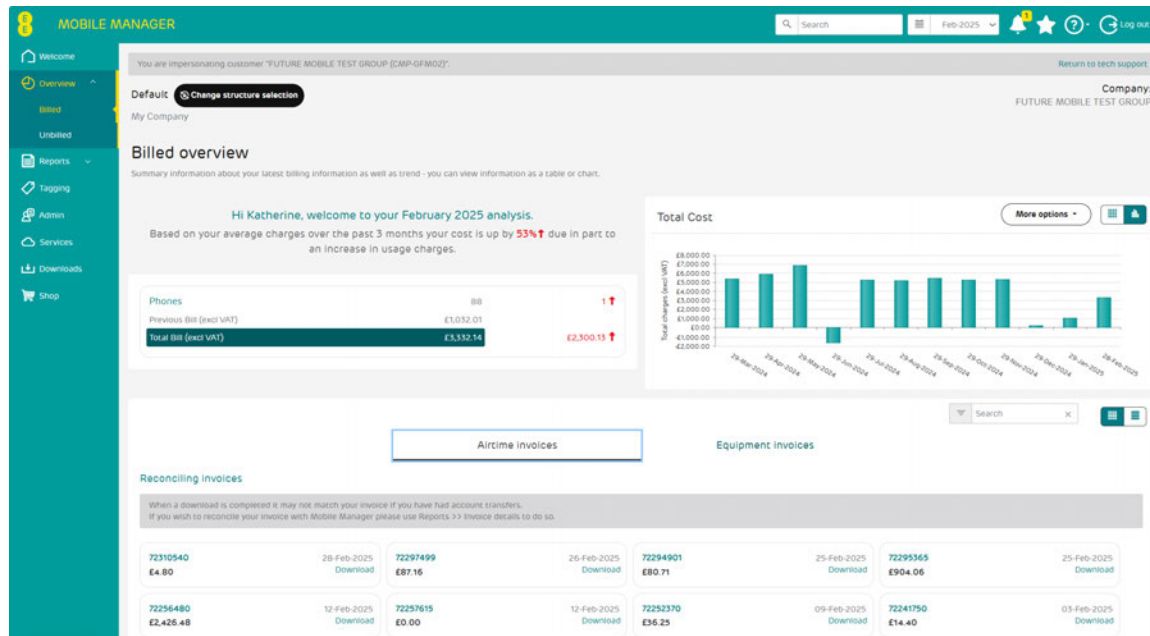 EE
MOBILE MANAGER
Search
Feb-2025
1
Log out
Welcome
Overview
Billed
Unbilled
Reports
Tagging
Admin
Services
Downloads
Shop
You are impersonating customer "FUTURE MOBILE TEST GROUP (CMP-GFM02)".
Return to tech support
Default
Change structure selection
My Company
Company:
FUTURE MOBILE TEST GROUP
Billed overview
Summary information about your latest billing information as well as trend - you can view information as a table or chart.
Hi Katherine, welcome to your February 2025 analysis.
Based on your average charges over the past 3 months your cost is up by 53%↑ due in part to
an increase in usage charges.
Phones 88 1↑
Previous Bill (excl VAT) £1,032.01
Total Bill (excl VAT) £3,332.14 £2,300.13↑
Total Cost
More options
Total charges (excl VAT)
£8,000.00
£7,000.00
£6,000.00
£5,000.00
£4,000.00
£3,000.00
£2,000.00
£1,000.00
£0.00
-£1,000.00
-£2,000.00
29-Mar-2024
29-Apr-2024
29-May-2024
29-Jun-2024
29-Jul-2024
29-Aug-2024
29-Sep-2024
29-Oct-2024
29-Nov-2024
29-Dec-2024
29-Jan-2025
28-Feb-2025
Search
Airtime invoices
Equipment invoices
Reconciling invoices
When a download is completed it may not match your invoice if you have had account transfers.
If you wish to reconcile your invoice with Mobile Manager please use Reports >> Invoice details to do so.
72310540 28-Feb-2025
£4.80 Download
72297499 26-Feb-2025
£87.16 Download
72294901 25-Feb-2025
£80.71 Download
72295365 25-Feb-2025
£904.06 Download
72256480 12-Feb-2025
£2,426.48 Download
72257615 12-Feb-2025
£0.00 Download
72252370 09-Feb-2025
£36.25 Download
72241750 03-Feb-2025
£14.40 Download